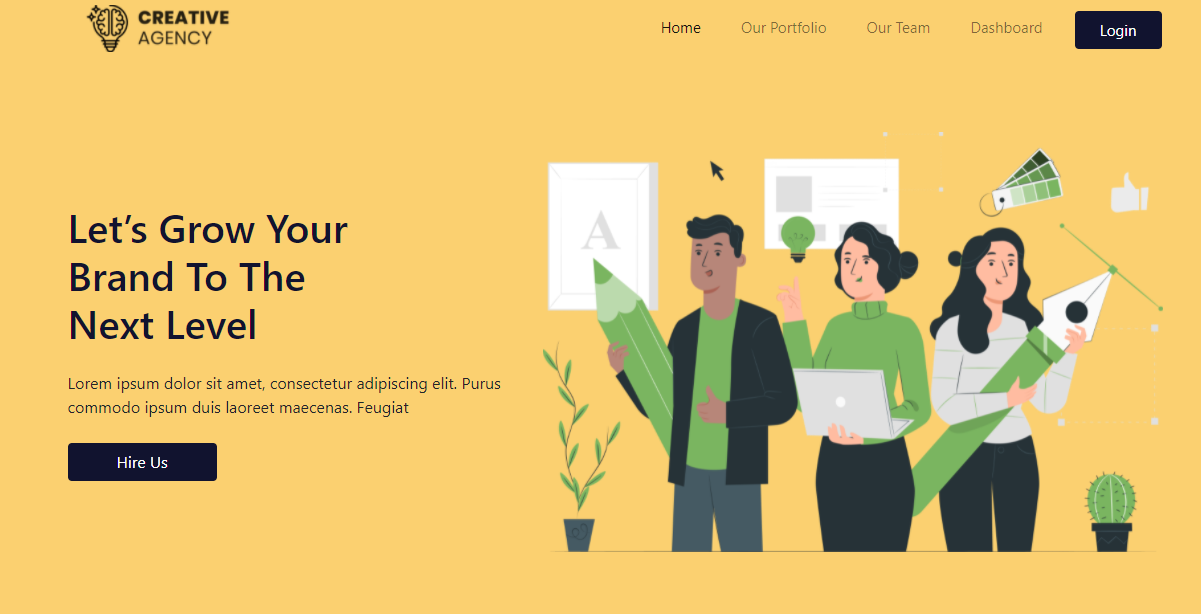 CREATIVE
AGENCY
Home Our Portfolio Our Team Dashboard Login
Let’s Grow Your
Brand To The
Next Level
Lorem ipsum dolor sit amet, consectetur adipiscing elit. Purus
commodo ipsum duis laoreet maecenas. Feugiat
Hire Us
A